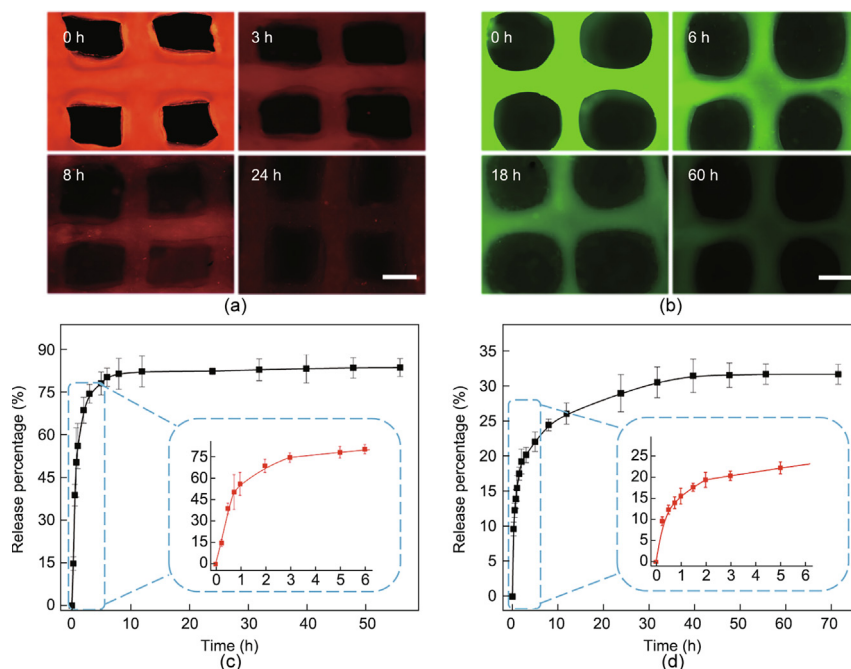 0 h
3 h
8 h
24 h
(a)
0 h
6 h
18 h
60 h
(b)
Release percentage (%)
90
75
60
45
30
15
0
0 10 20 30 40 50
Time (h)
75
60
45
30
15
0
0 1 2 3 4 5 6
(c)
Release percentage (%)
35
30
25
20
15
10
5
0
0 10 20 30 40 50 60 70
Time (h)
25
20
15
10
5
0
0 1 2 3 4 5 6
(d)